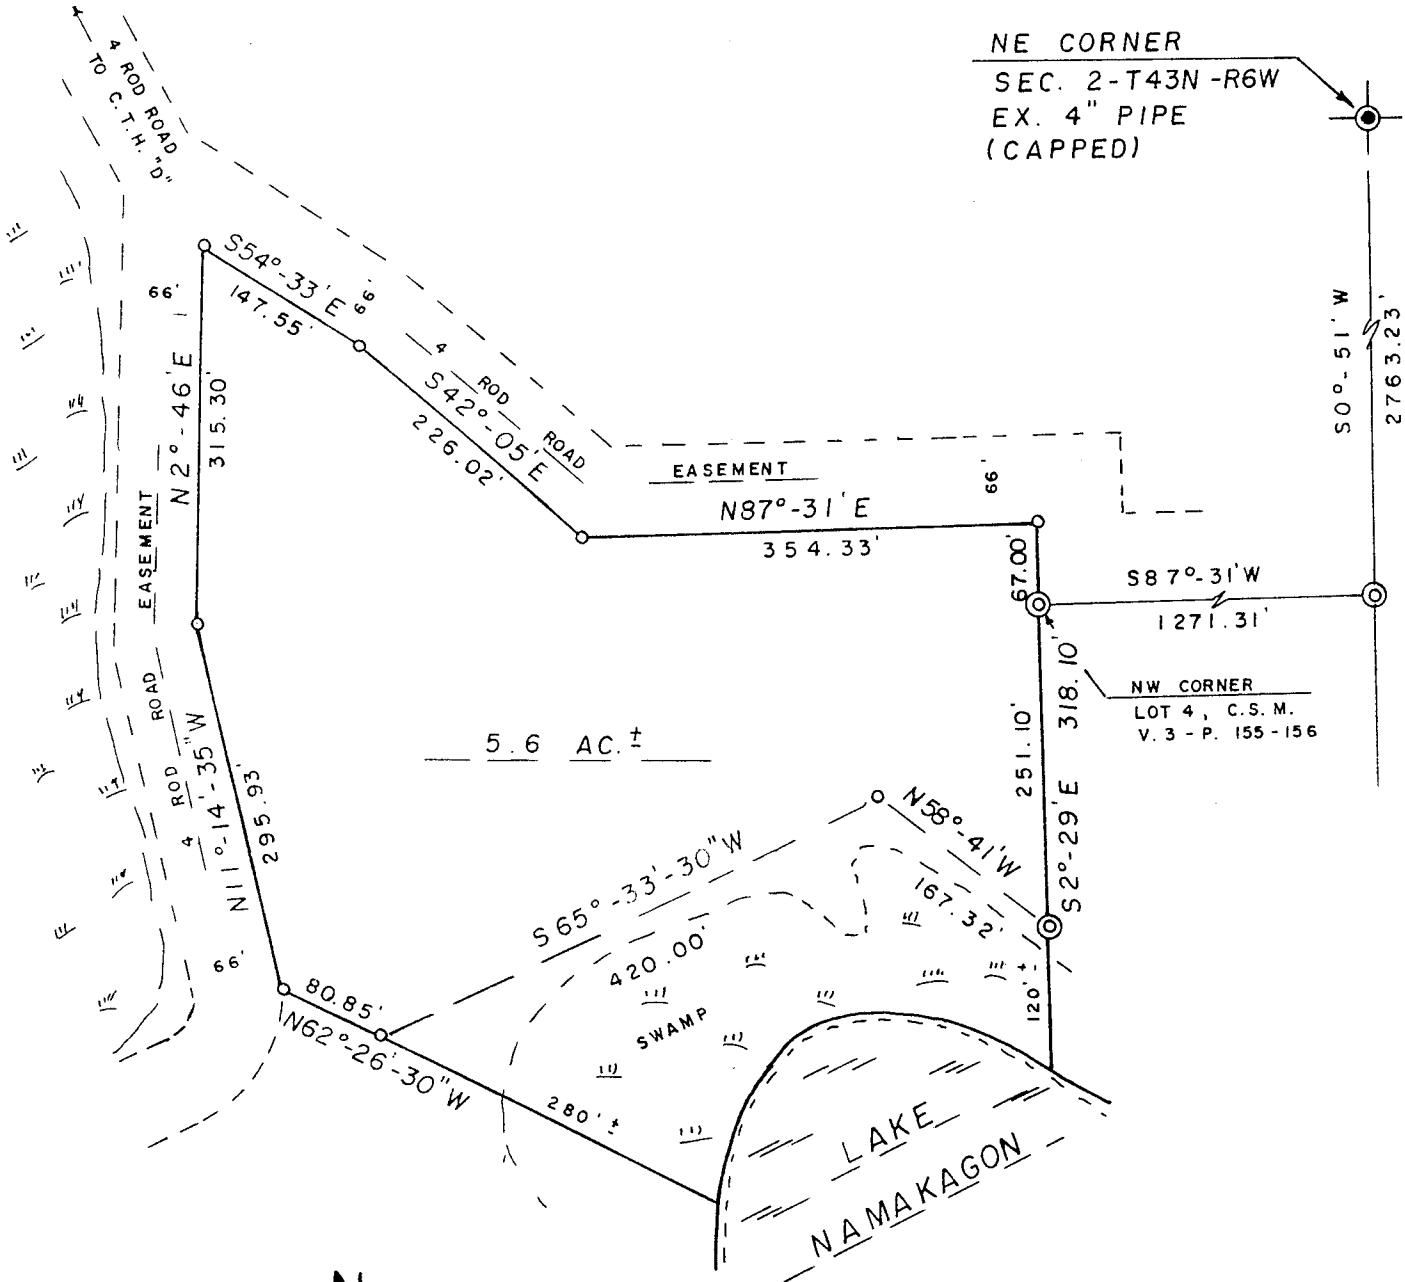 NE CORNER
SEC. 2-T43N-R6W
EX. 4" PIPE
(CAPPED)
4 ROD ROAD
TO C.T.H. "D"
S54°-33'E
147.55'
66'
66'
4 ROD ROAD
S42°-05'E
226.02'
EASEMENT
66'
N87°-31'E
354.33'
67.00'
S0°-51'W
2763.23'
S87°-31'W
1271.31'
NW CORNER
LOT 4, C.S.M.
V. 3 - P. 155-156
N2°-46'E
315.30'
EASEMENT
4 ROD ROAD
N11°-14'-35"W
295.93'
66'
5.6 AC.±
251.10'
S2°-29'E 318.10'
N58°-41'W
167.32'
S65°-33'-30"W
420.00'
120'±
80.85'
N62°-26'-30"W
280'±
SWAMP
LAKE
NAMAKAGON
N